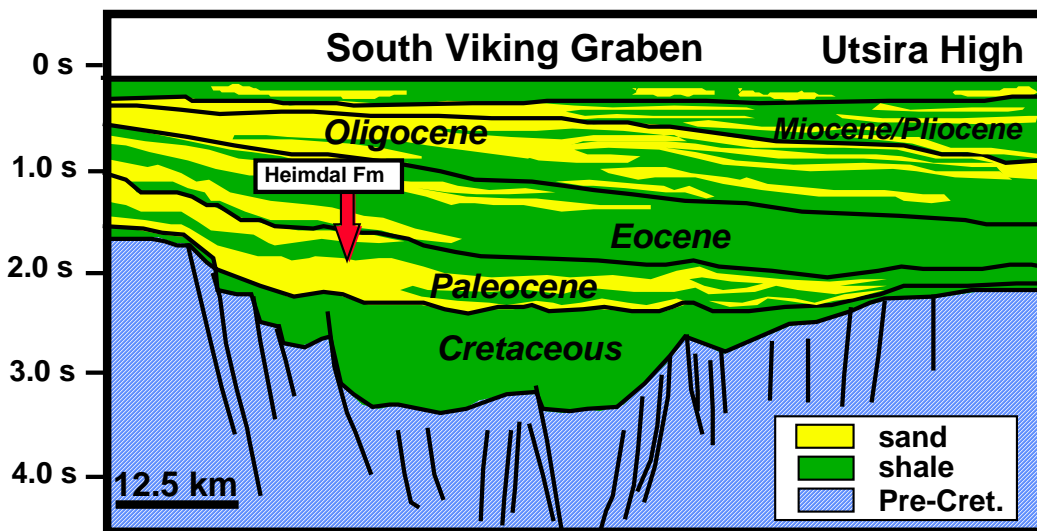 South Viking Graben
Utsira High
0 s
Oligocene
Miocene/Pliocene
1.0 s
Heimdal Fm
Eocene
2.0 s
Paleocene
Cretaceous
3.0 s
sand
shale
4.0 s
12.5 km
Pre-Cret.